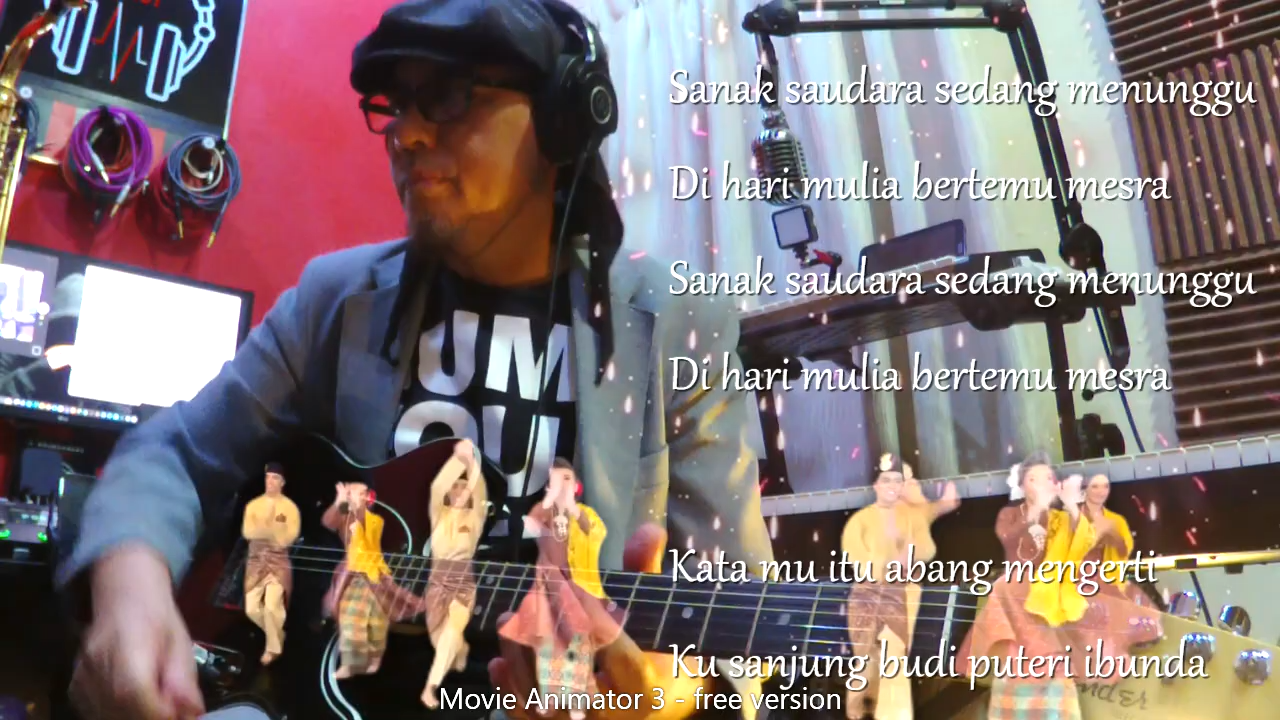 Sanak saudara sedang menunggu
Di hari mulia bertemu mesra
Sanak saudara sedang menunggu
Di hari mulia bertemu mesra
Kata mu itu abang mengerti
Ku sanjung budi puteri ibunda
Movie Animator 3 - free version